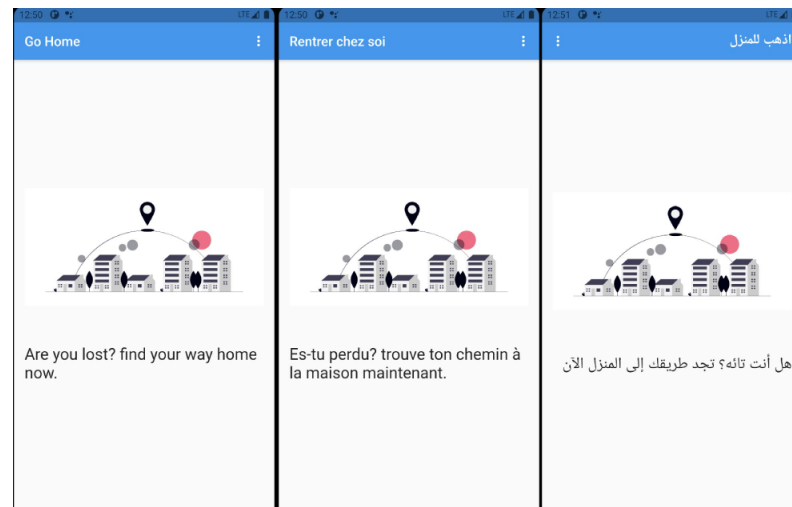 12:50 LTE
Go Home
Are you lost? find your way home
now.
12:50 LTE
Rentrer chez soi
Es-tu perdu? trouve ton chemin à
la maison maintenant.
12:51 LTE
اذهب للمنزل
هل أنت تائه؟ تجد طريقك إلى المنزل الآن